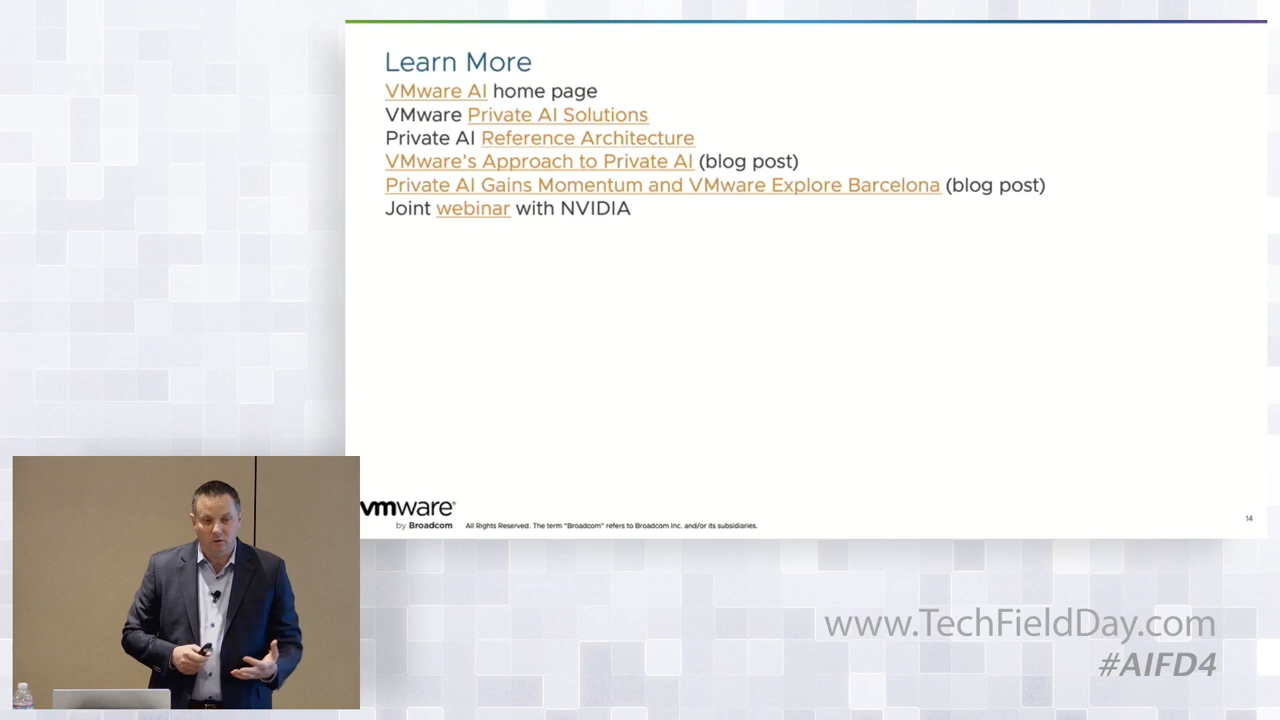 Learn More
VMware AI home page
VMware Private AI Solutions
Private AI Reference Architecture
VMware’s Approach to Private AI (blog post)
Private AI Gains Momentum and VMware Explore Barcelona (blog post)
Joint webinar with NVIDIA
vmware®
by Broadcom
All Rights Reserved. The term “Broadcom” refers to Broadcom Inc. and/or its subsidiaries.
14
www.TechFieldDay.com
#AIFD4